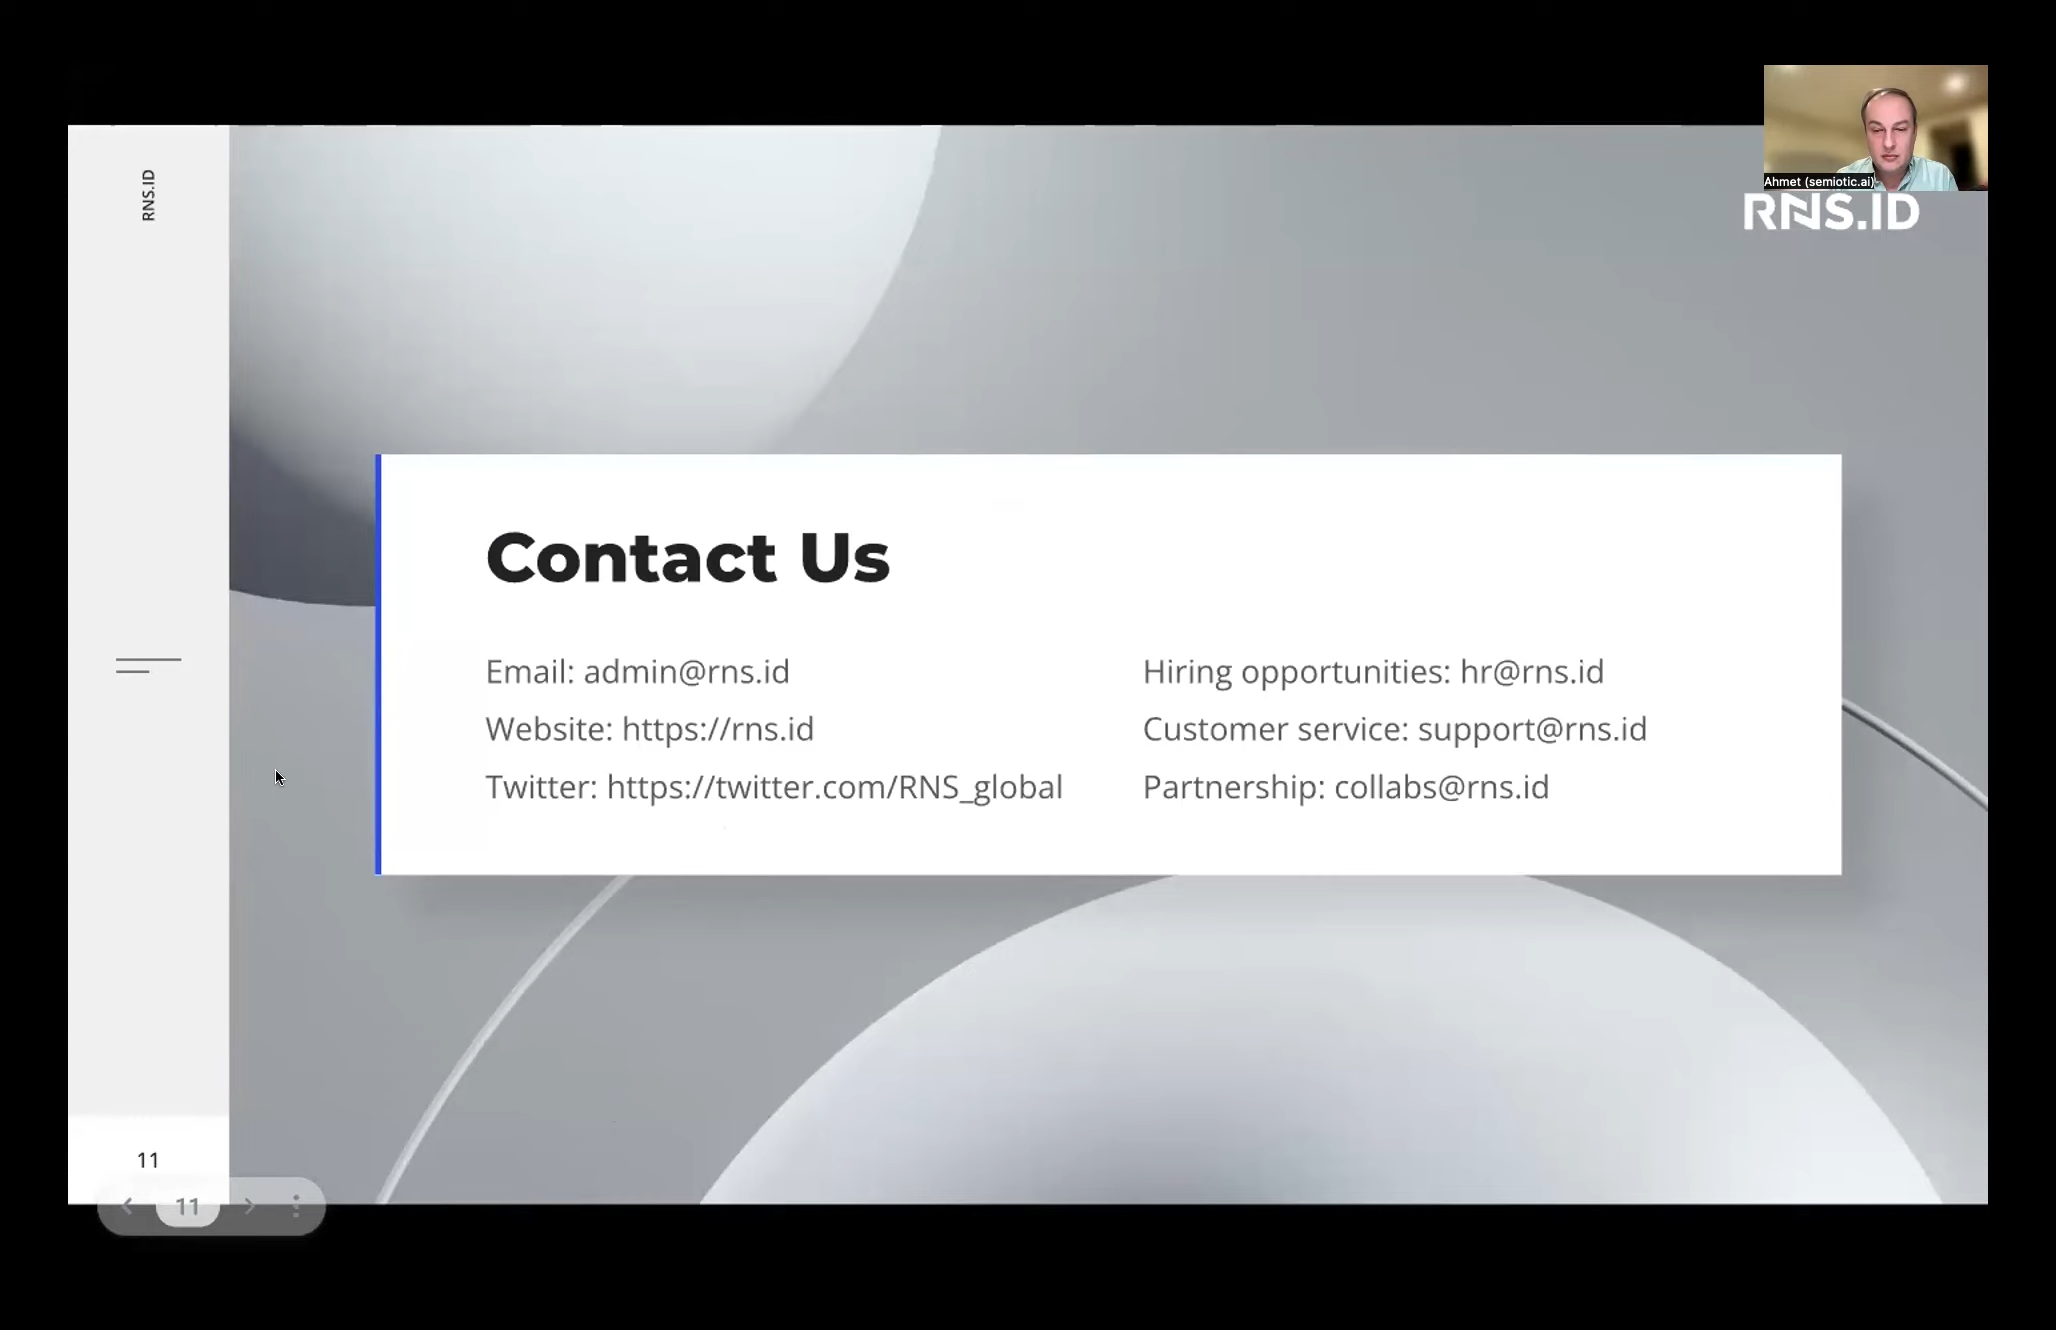 RNS.ID
Ahmet (semiotic.ai)
RNS.ID
Contact Us
Email: admin@rns.id
Website: https://rns.id
Twitter: https://twitter.com/RNS_global
Hiring opportunities: hr@rns.id
Customer service: support@rns.id
Partnership: collabs@rns.id
11
11